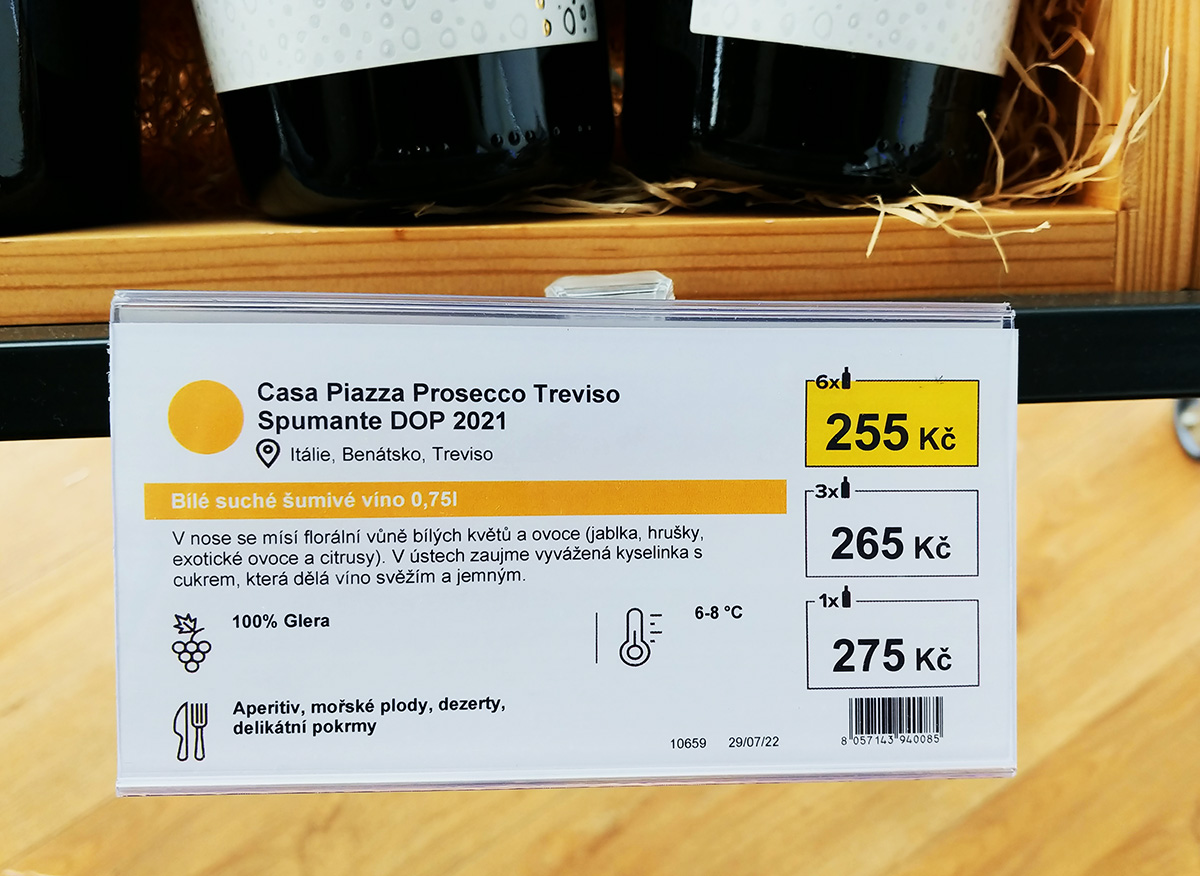 Casa Piazza Prosecco Treviso
Spumante DOP 2021
Itálie, Benátsko, Treviso
Bílé suché šumivé víno 0,75l
V nose se mísí florální vůně bílých květů a ovoce (jablka, hrušky,
exotické ovoce a citrusy). V ústech zaujme vyvážená kyselinka s
cukrem, která dělá víno svěžím a jemným.
100% Glera
6-8 °C
Aperitiv, mořské plody, dezerty,
delikátní pokrmy
10659 29/07/22
6x
255 Kč
3x
265 Kč
1x
275 Kč
8 057143 940085